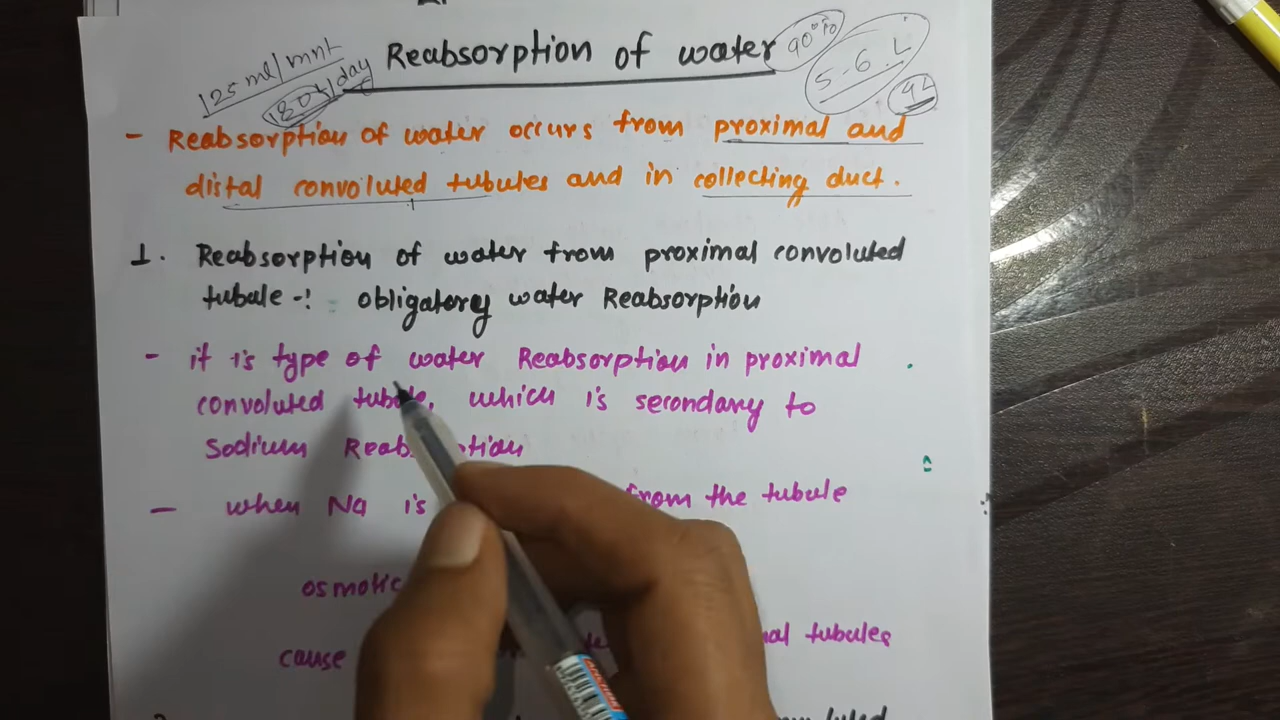 Reabsorption of water
125 ml/mnt
180L/day
90%
5-6 L
- Reabsorption of water occurs from proximal and
distal convoluted tubules and in collecting duct.
1. Reabsorption of water from proximal convoluted
tubule -: obligatory water Reabsorption
- it is type of water Reabsorption in proximal
convoluted tubule, which is secondary to
Sodium
- when Na is from the tubule
osmotic
cause tubules